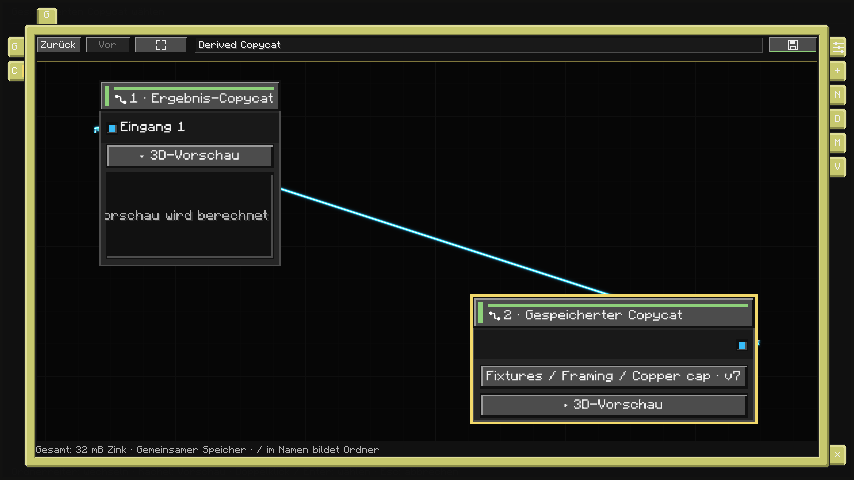 G
Zurück
Vor
Derived Copycat
G
C
+
N
D
M
V
1 · Ergebnis-Copycat
Eingang 1
3D-Vorschau
orschau wird berechnet
2 · Gespeicherter Copycat
Fixtures / Framing / Copper cap · v7
3D-Vorschau
Gesamt: 32 mB Zink · Gemeinsamer Speicher · / im Namen bildet Ordner
X